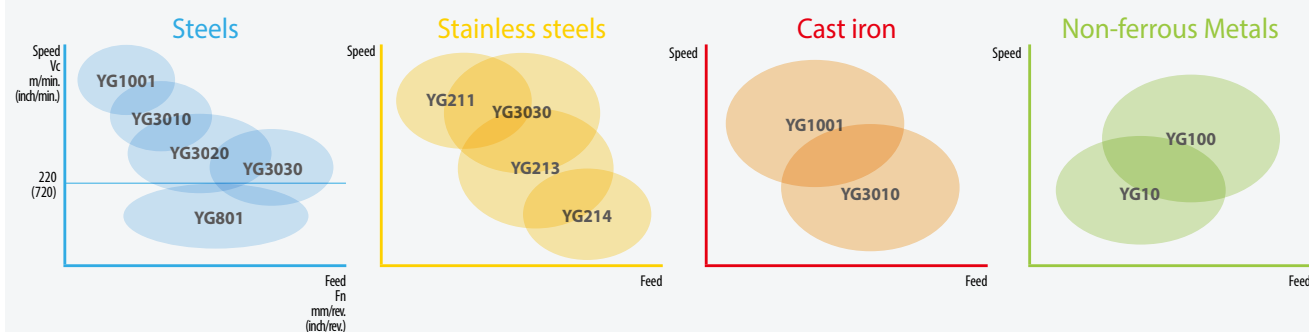 Steels
Speed
Vc
m/min.
(inch/min.)
YG1001
YG3010
YG3020
YG3030
220
(720)
YG801
Feed
Fn
mm/rev.
(inch/rev.)
Stainless steels
Speed
YG211
YG3030
YG213
YG214
Feed
Cast iron
Speed
YG1001
YG3010
Feed
Non-ferrous Metals
Speed
YG100
YG10
Feed